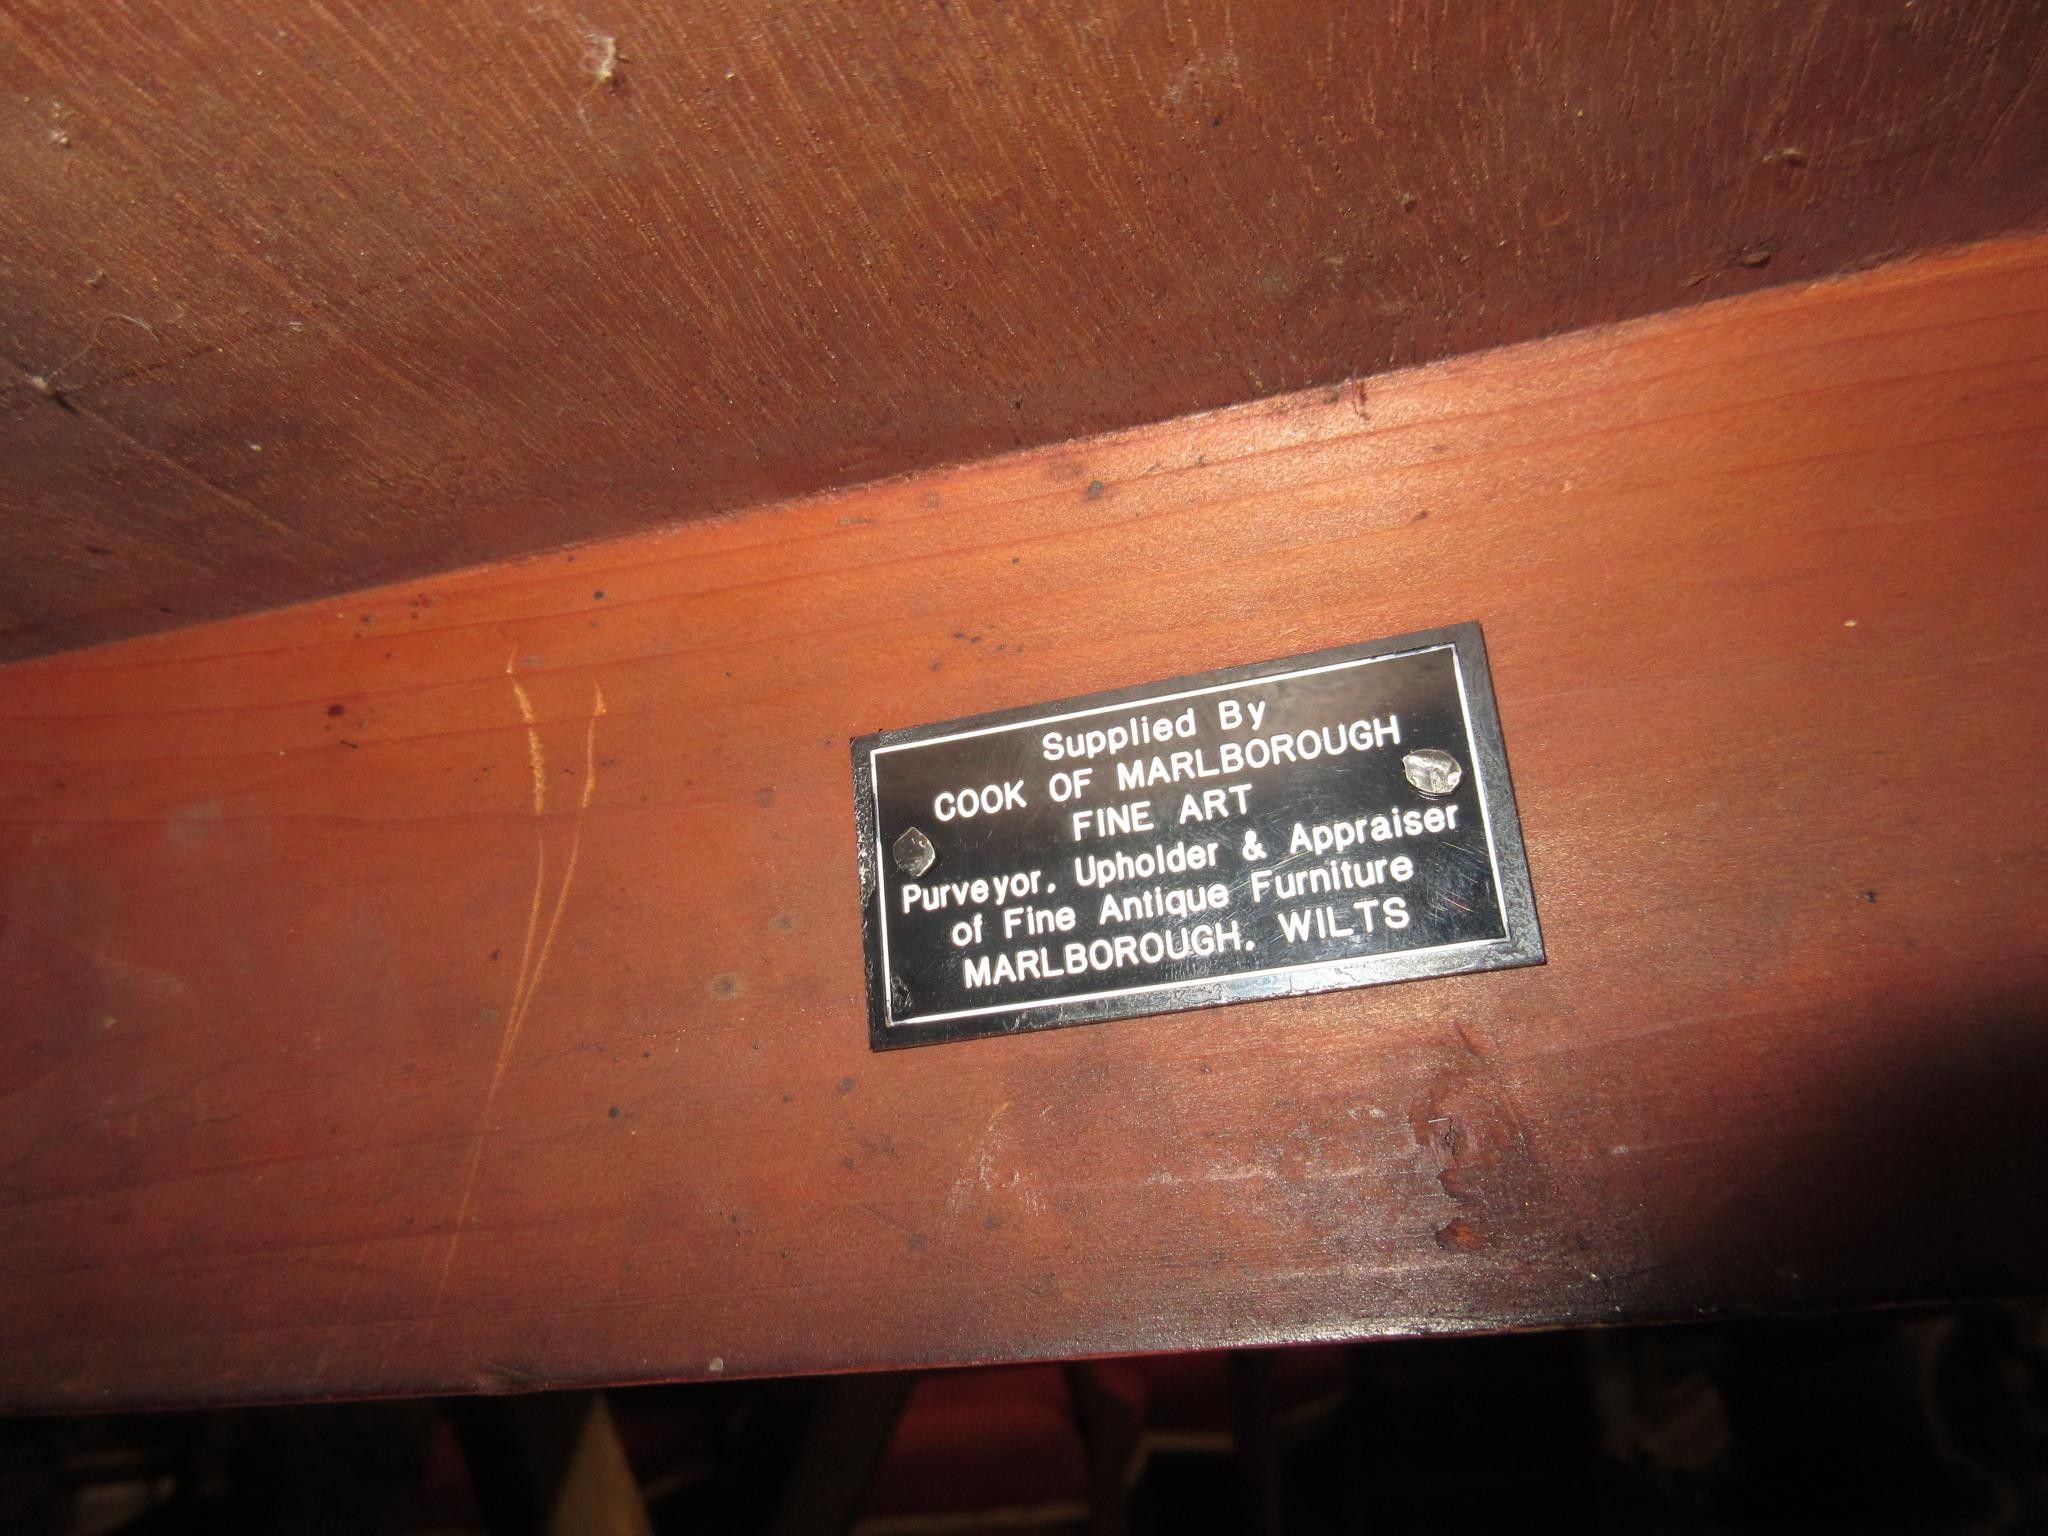 Supplied By
COOK OF MARLBOROUGH
FINE ART
Purveyor, Upholder & Appraiser
of Fine Antique Furniture
MARLBOROUGH. WILTS